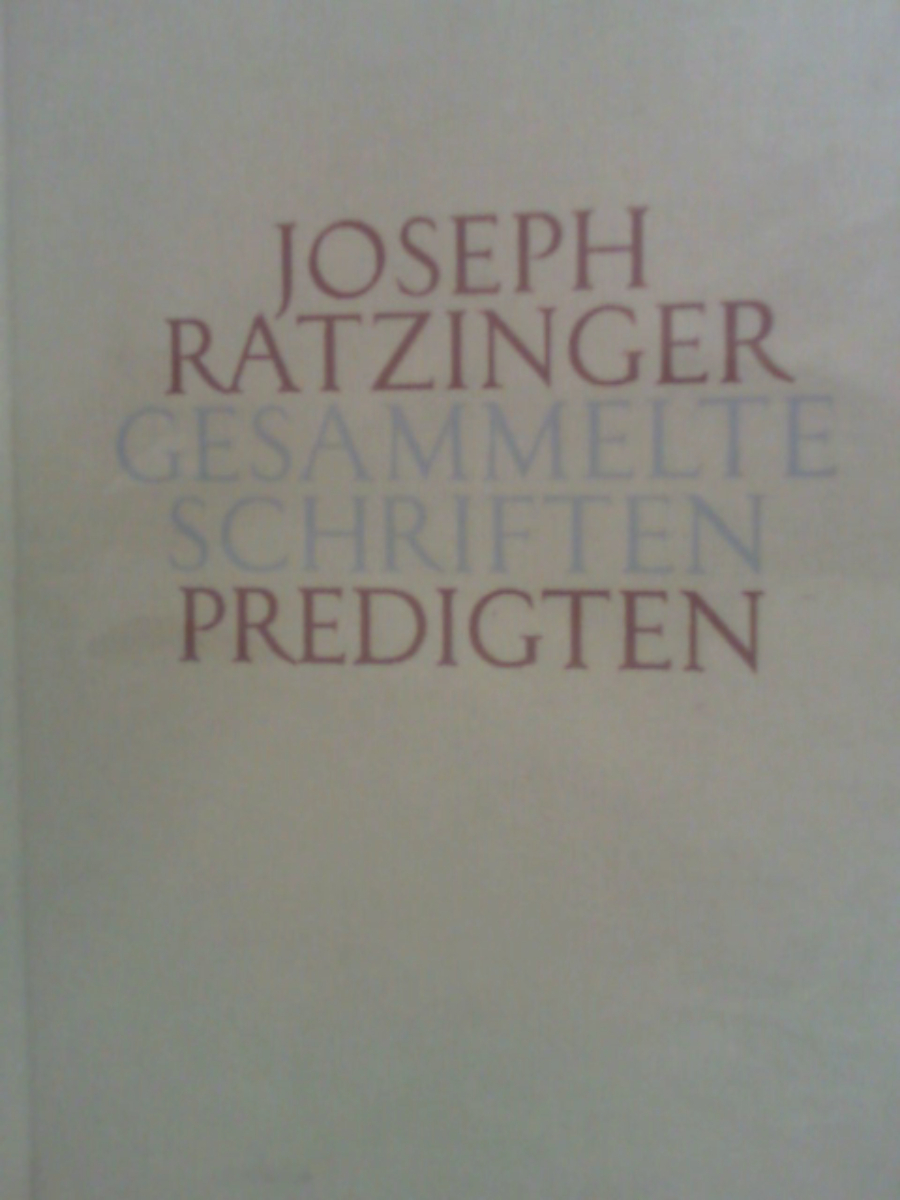 JOSEPH
RATZINGER
GESAMMELTE
SCHRIFTEN
PREDIGTEN